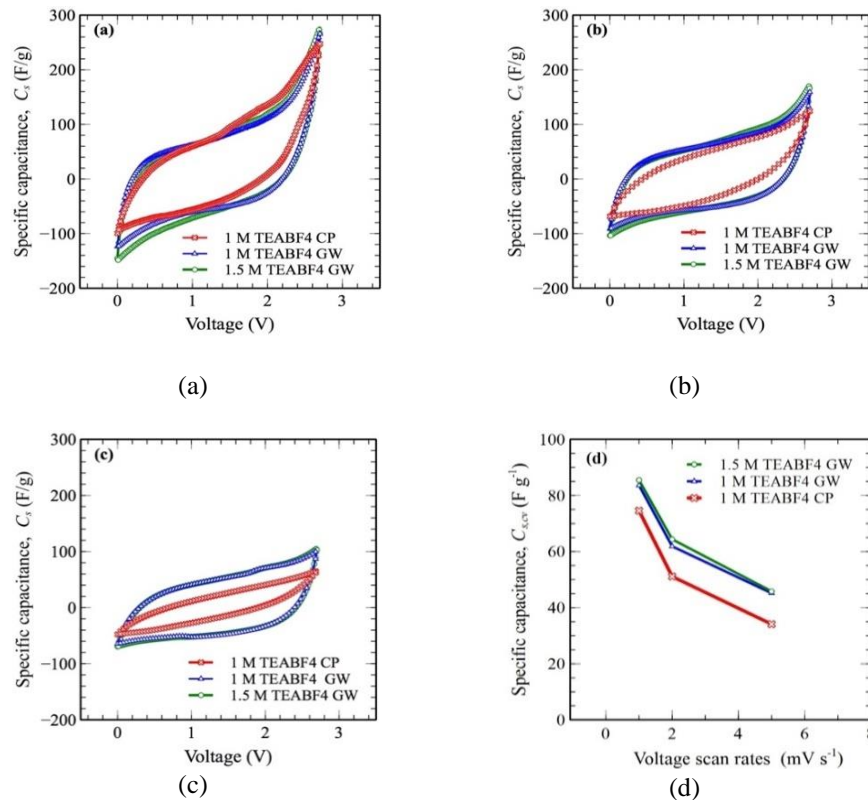 (a)
300
200
100
0
−100
−200
0 1 2 3
Specific capacitance, Cs (F/g)
Voltage (V)
1 M TEABF4 CP
1 M TEABF4 GW
1.5 M TEABF4 GW
(a)
(b)
300
200
100
0
−100
−200
0 1 2 3
Specific capacitance, Cs (F/g)
Voltage (V)
1 M TEABF4 CP
1 M TEABF4 GW
1.5 M TEABF4 GW
(b)
(c)
300
200
100
0
−100
−200
0 1 2 3
Specific capacitance, Cs (F/g)
Voltage (V)
1 M TEABF4 CP
1 M TEABF4 GW
1.5 M TEABF4 GW
(c)
(d)
100
80
60
40
20
0
0 2 4 6 8
Specific capacitance, Cs,cv (F g-1)
Voltage scan rates (mV s-1)
1.5 M TEABF4 GW
1 M TEABF4 GW
1 M TEABF4 CP
(d)